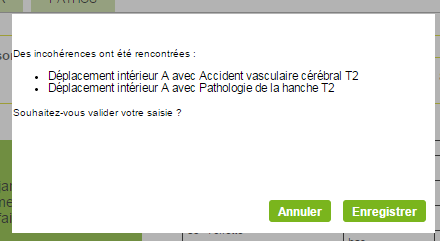 PATHOS
Des incohérences ont été rencontrées :
Déplacement intérieur A avec Accident vasculaire cérébral T2
Déplacement intérieur A avec Pathologie de la hanche T2
Souhaitez-vous valider votre saisie ?
Annuler Enregistrer